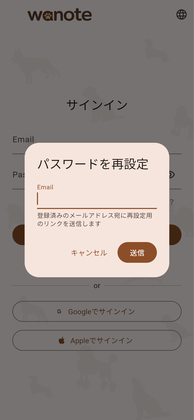 wanote
サインイン
Email
Pas
?
パスワードを再設定
Email
登録済みのメールアドレス宛に再設定用
のリンクを送信します
キャンセル
送信
or
G Googleでサインイン
Appleでサインイン